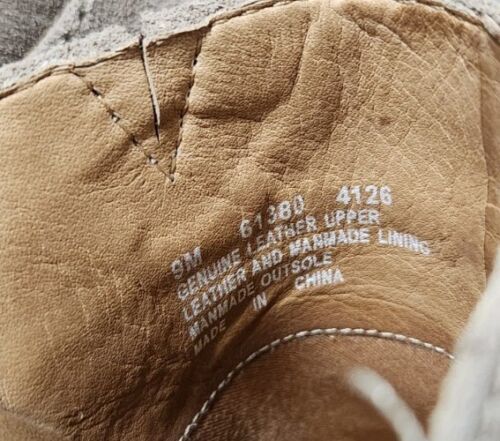 9M 61380 4126
GENUINE LEATHER UPPER
LEATHER AND MANMADE LINING
MANMADE OUTSOLE
MADE IN CHINA